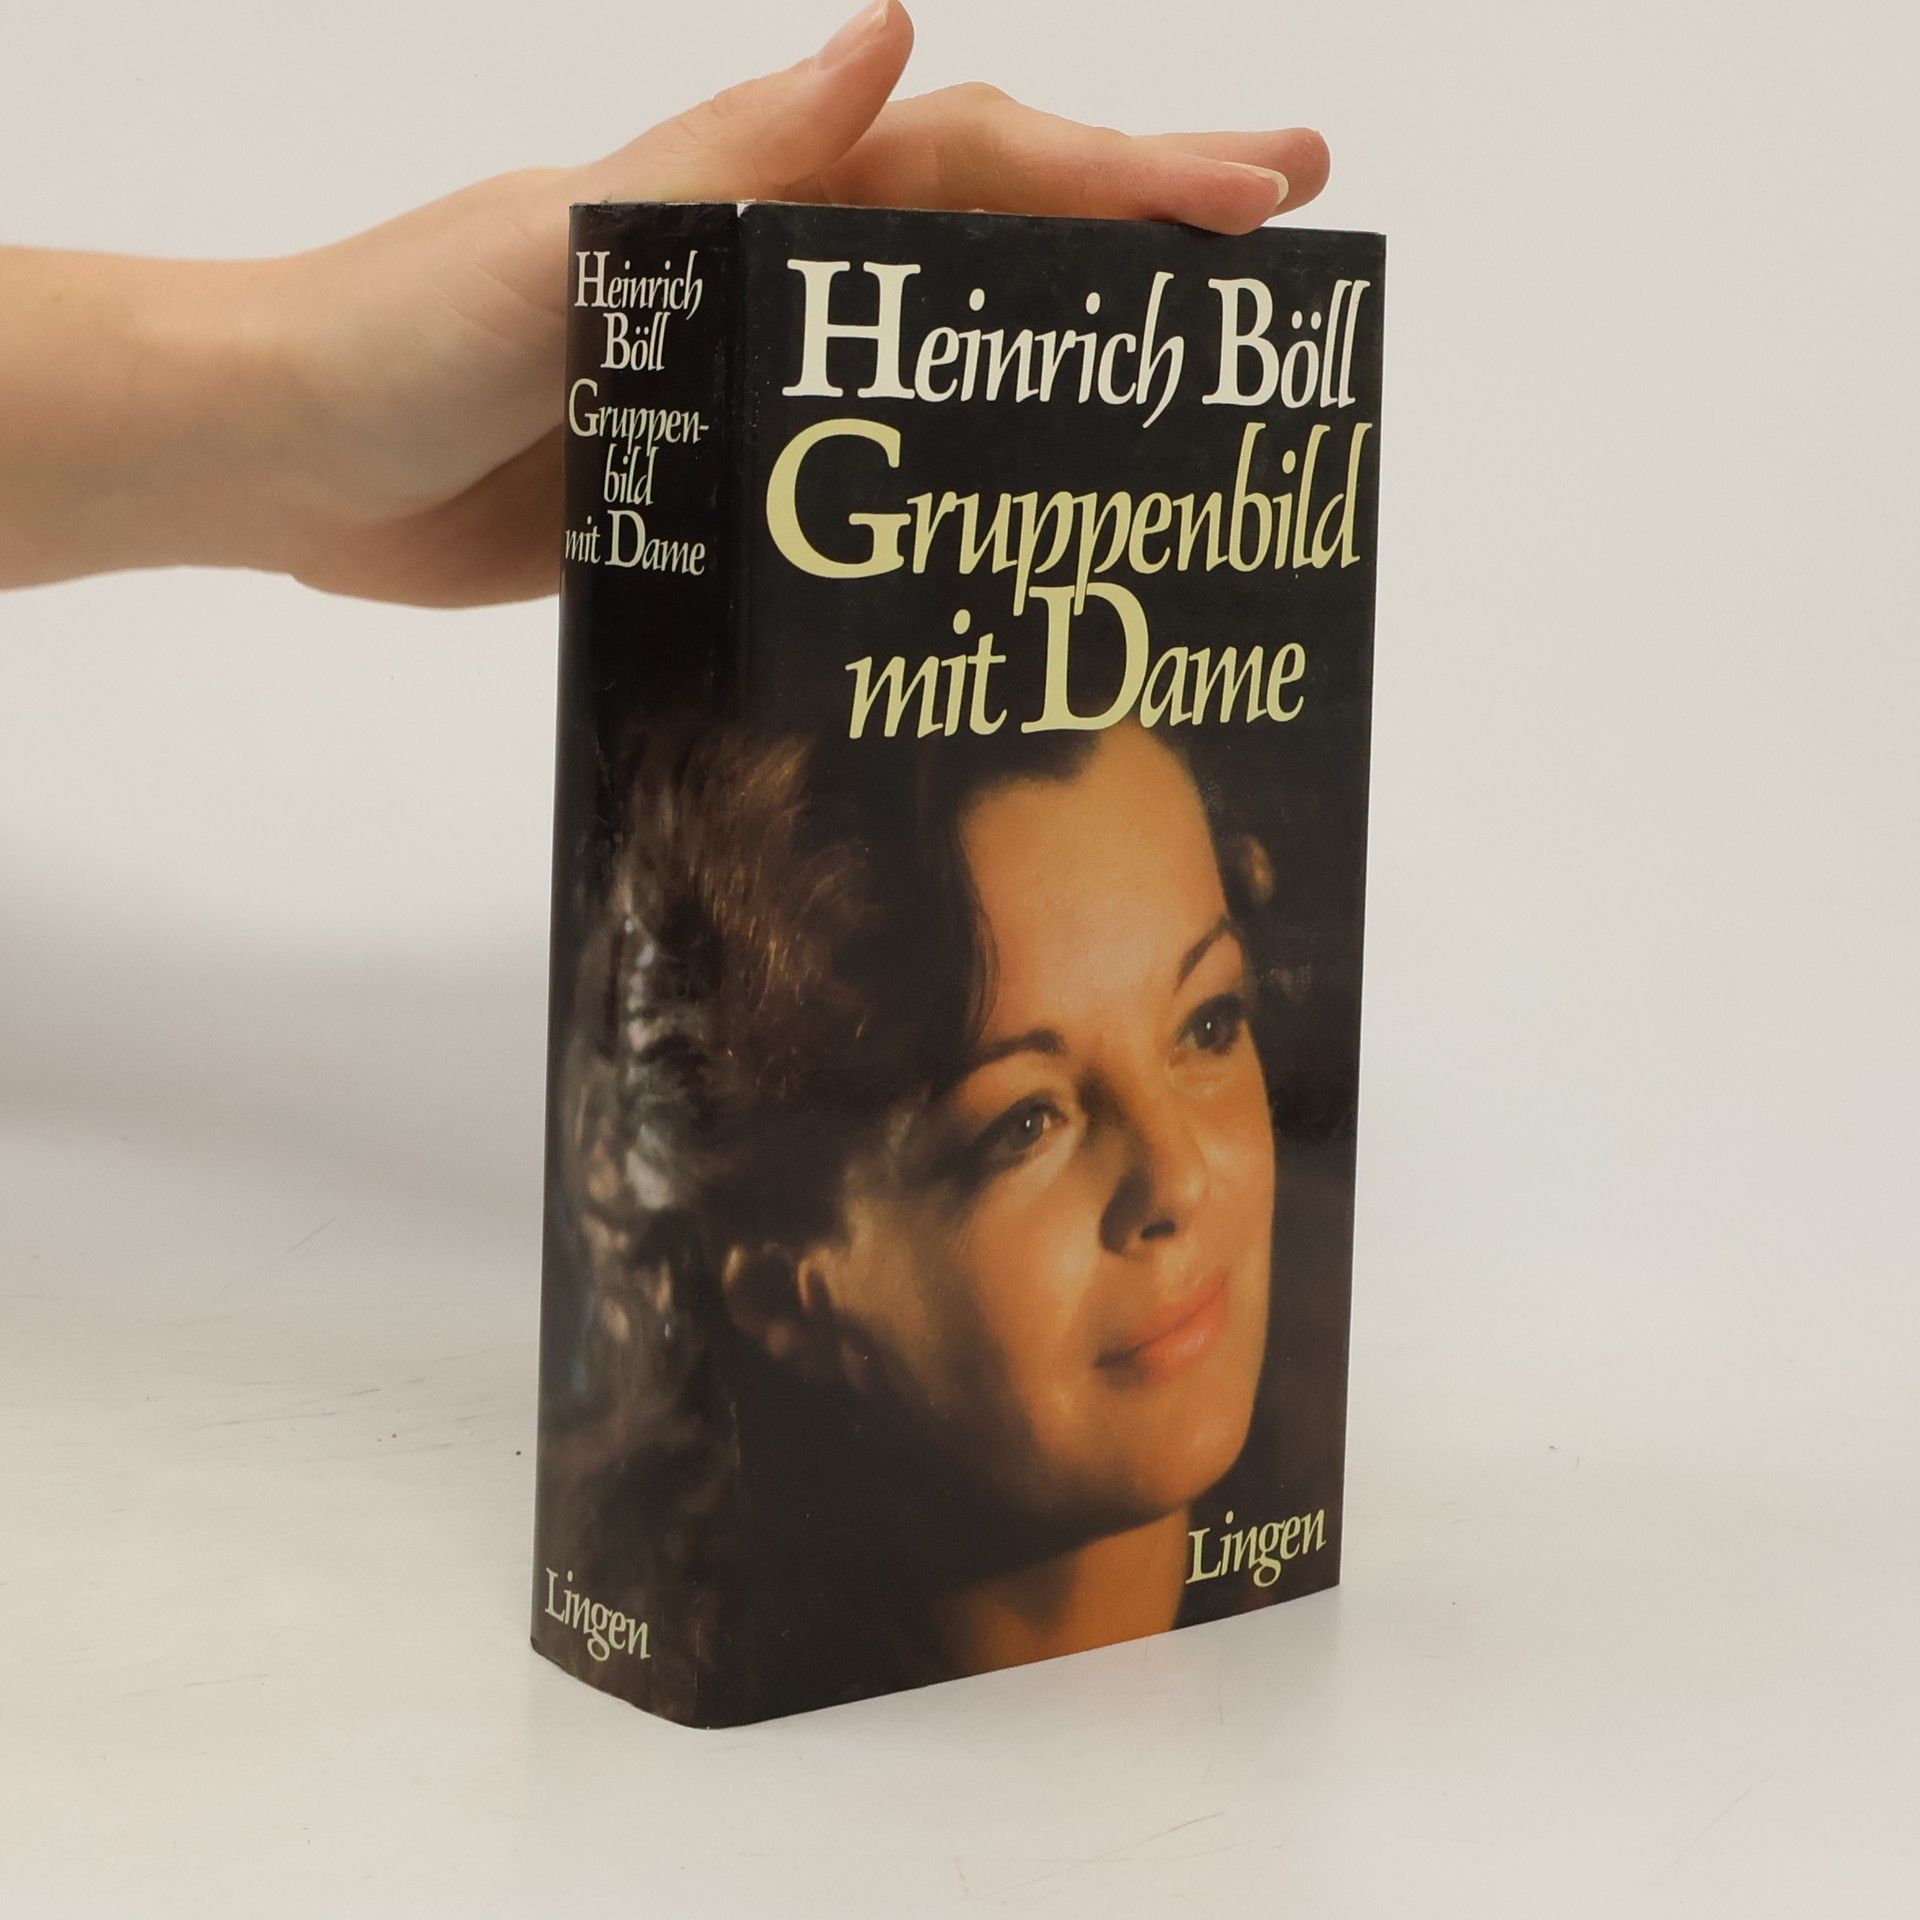 Heinrich
Böll
Gruppen-
bild
mit Dame
Lingen
Heinrich Böll
Gruppenbild
mit Dame
Lingen